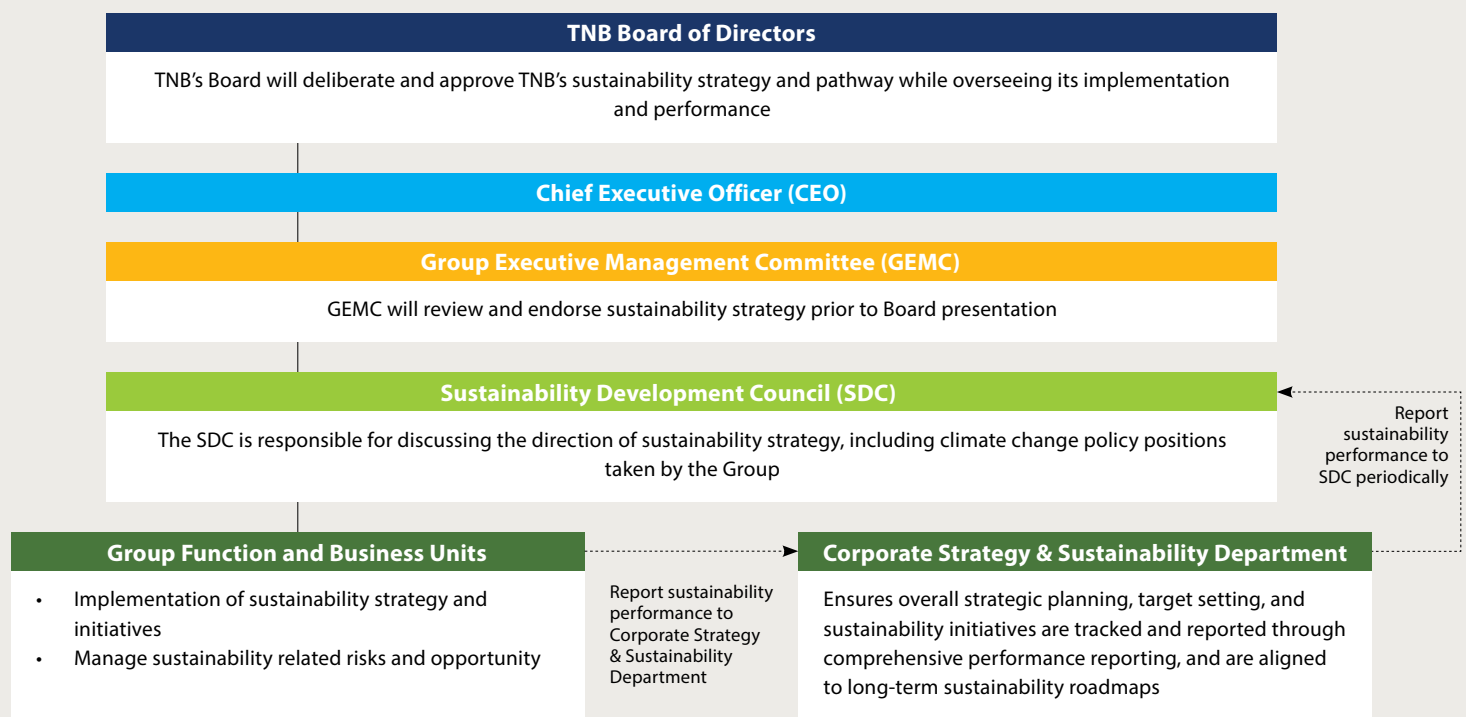 TNB Board of Directors
TNB’s Board will deliberate and approve TNB’s sustainability strategy and pathway while overseeing its implementation
and performance
Chief Executive Officer (CEO)
Group Executive Management Committee (GEMC)
GEMC will review and endorse sustainability strategy prior to Board presentation
Sustainability Development Council (SDC)
The SDC is responsible for discussing the direction of sustainability strategy, including climate change policy positions
taken by the Group
Report
sustainability
performance to
SDC periodically
Group Function and Business Units
• Implementation of sustainability strategy and
initiatives
• Manage sustainability related risks and opportunity
Report sustainability
performance to
Corporate Strategy
& Sustainability
Department
Corporate Strategy & Sustainability Department
Ensures overall strategic planning, target setting, and
sustainability initiatives are tracked and reported through
comprehensive performance reporting, and are aligned
to long-term sustainability roadmaps